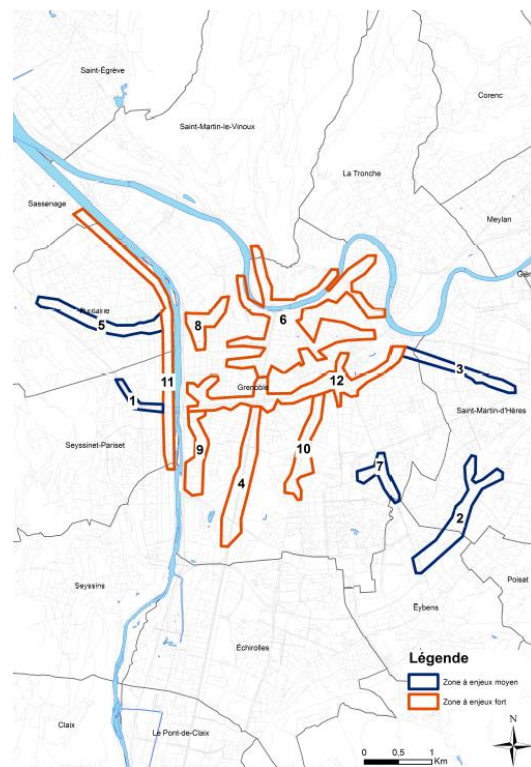 Saint-Égrève
Corenc
Saint-Martin-le-Vinoux
La Tronche
Sassenage
Meylan
Fontaine
5
8
6
3
Grenoble
12
11
1
Saint-Martin-d'Hères
Seyssinet-Pariset
9
10
7
4
2
Poisat
Seyssins
Eybens
Échirolles
Légende
Zone à enjeux moyen
Zone à enjeux fort
Claix
Le Pont-de-Claix
N
0 0,5 1
Km